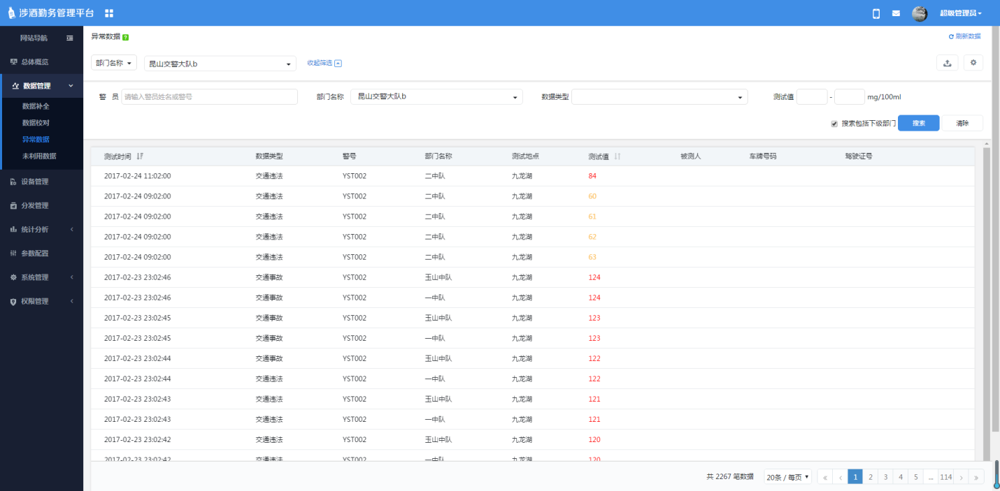 涉酒勤务管理平台
超级管理员
网站导航
总体概览
数据管理
数据补全
数据校对
异常数据
未利用数据
设备管理
分发管理
统计分析
参数配置
系统管理
权限管理
异常数据 ?
刷新数据
部门名称 昆山交警大队b 收起筛选
警 员 请输入警员姓名或警号 部门名称 昆山交警大队b 数据类型 测试值 - mg/100ml
搜索包括下级部门 搜索 清除
测试时间 数据类型 警号 部门名称 测试地点 测试值 被测人 车牌号码 驾驶证号
2017-02-24 11:02:00 交通违法 YST002 二中队 九龙湖 84
2017-02-24 09:02:00 交通违法 YST002 二中队 九龙湖 60
2017-02-24 09:02:00 交通违法 YST002 二中队 九龙湖 61
2017-02-24 09:02:00 交通违法 YST002 二中队 九龙湖 62
2017-02-24 09:02:00 交通违法 YST002 二中队 九龙湖 63
2017-02-23 23:02:46 交通事故 YST002 玉山中队 九龙湖 124
2017-02-23 23:02:46 交通事故 YST002 一中队 九龙湖 124
2017-02-23 23:02:45 交通事故 YST002 玉山中队 九龙湖 123
2017-02-23 23:02:45 交通事故 YST002 一中队 九龙湖 123
2017-02-23 23:02:44 交通事故 YST002 玉山中队 九龙湖 122
2017-02-23 23:02:44 交通违法 YST002 一中队 九龙湖 122
2017-02-23 23:02:43 交通违法 YST002 玉山中队 九龙湖 121
2017-02-23 23:02:43 交通违法 YST002 一中队 九龙湖 121
2017-02-23 23:02:42 交通违法 YST002 玉山中队 九龙湖 120
2017-02-23 23:02:42 交通违法 YST002 一中队 九龙湖 120
共 2267 笔数据 20条 / 每页 « ‹ 1 2 3 4 5 ... 114 › »